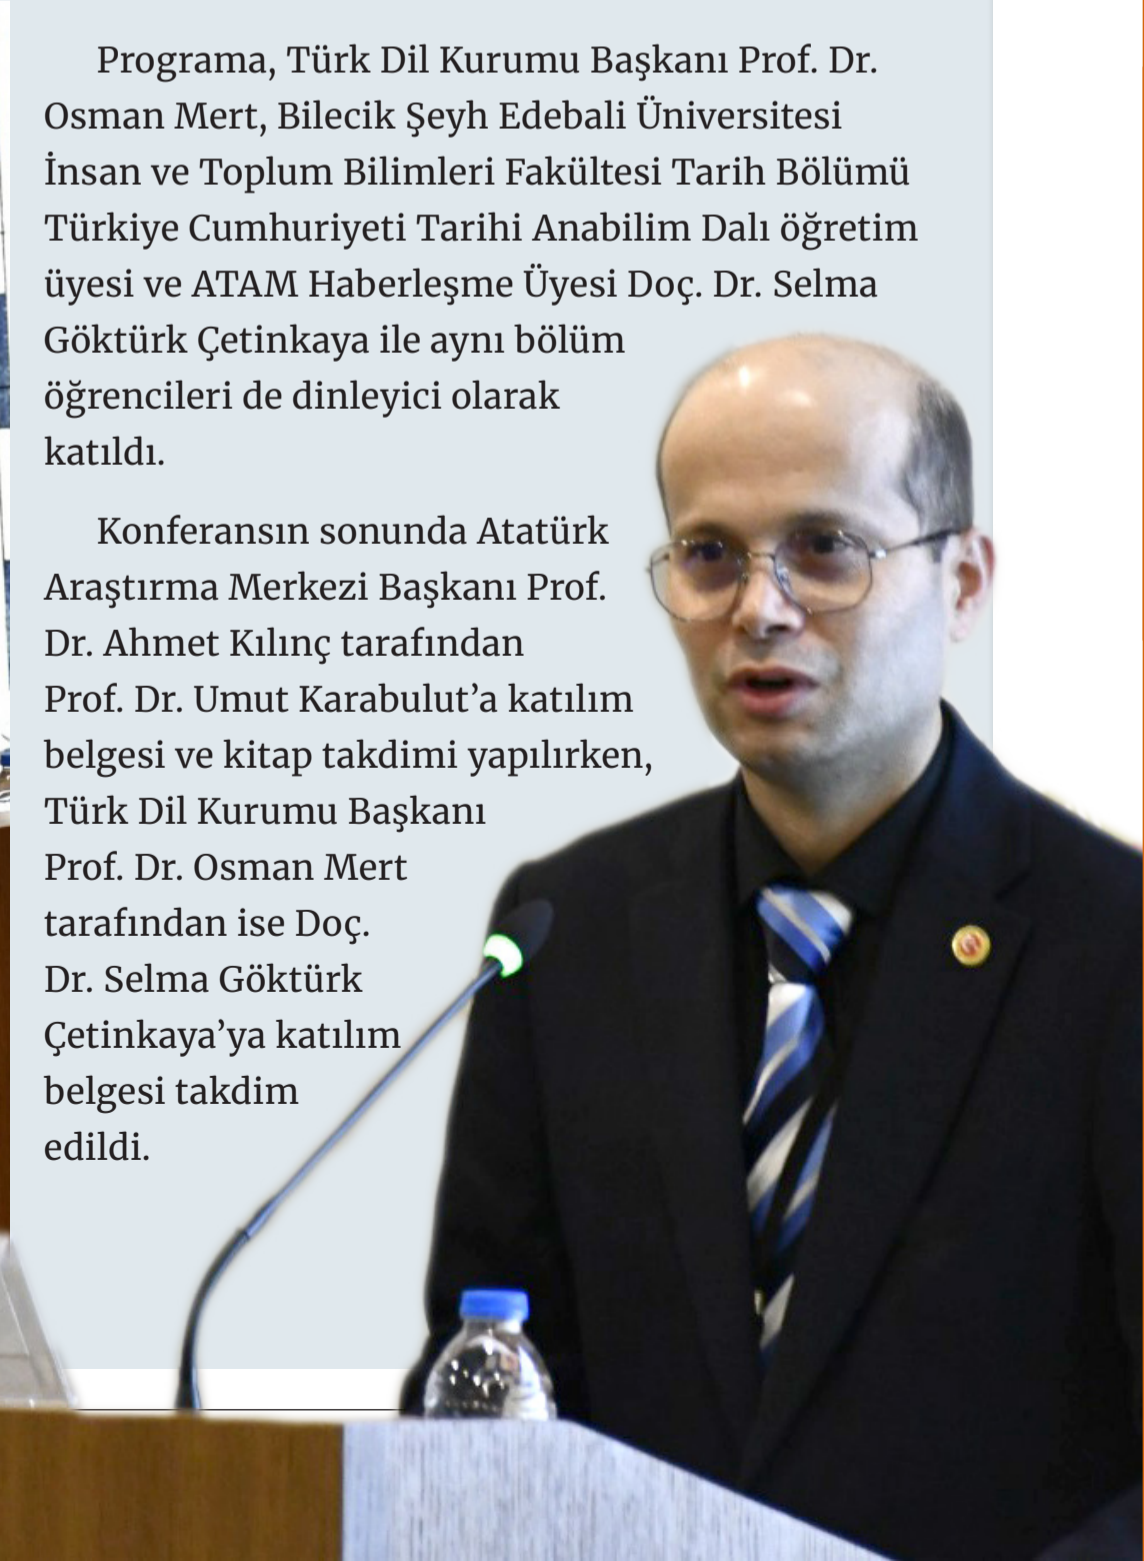 Programa, Türk Dil Kurumu Başkanı Prof. Dr.
Osman Mert, Bilecik Şeyh Edebali Üniversitesi
İnsan ve Toplum Bilimleri Fakültesi Tarih Bölümü
Türkiye Cumhuriyeti Tarihi Anabilim Dalı öğretim
üyesi ve ATAM Haberleşme Üyesi Doç. Dr. Selma
Göktürk Çetinkaya ile aynı bölüm
öğrencileri de dinleyici olarak
katıldı.
Konferansın sonunda Atatürk
Araştırma Merkezi Başkanı Prof.
Dr. Ahmet Kılınç tarafından
Prof. Dr. Umut Karabulut’a katılım
belgesi ve kitap takdimi yapılırken,
Türk Dil Kurumu Başkanı
Prof. Dr. Osman Mert
tarafından ise Doç.
Dr. Selma Göktürk
Çetinkaya’ya katılım
belgesi takdim
edildi.